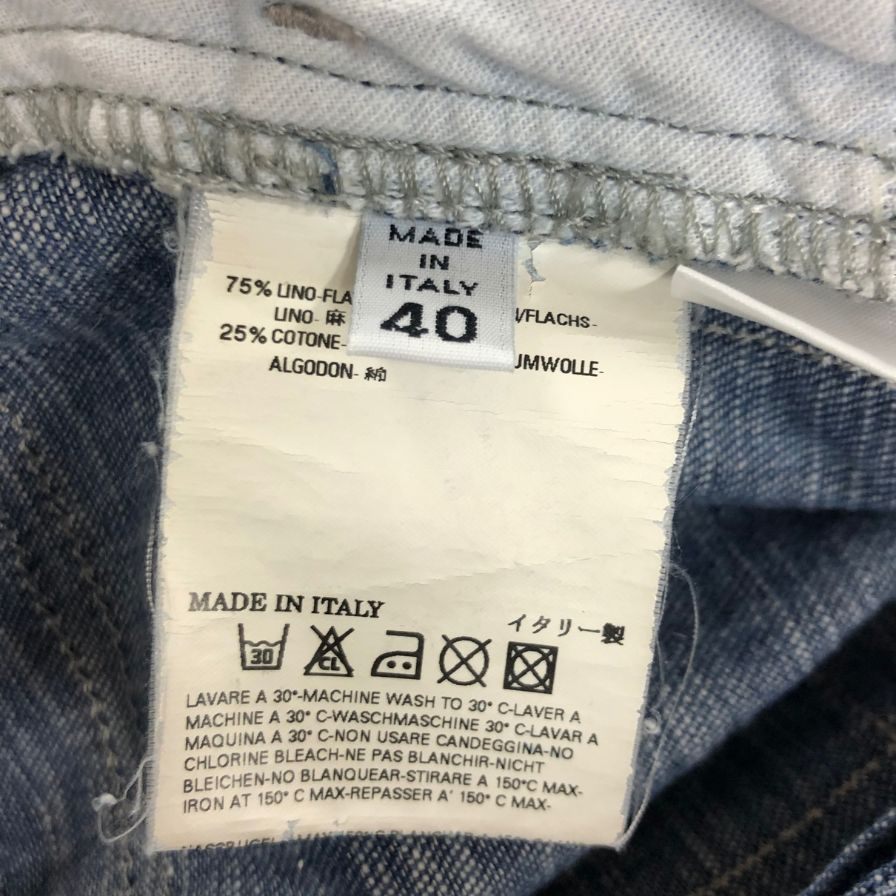 MADE
IN
ITALY
40
75% LINO-FLA
/FLACHS-
LINO- 麻
25% COTONE-
UMWOLLE-
ALGODON- 綿
MADE IN ITALY
イタリー製
30
CL
LAVARE A 30°-MACHINE WASH TO 30° C-LAVER A
MACHINE A 30° C-WASCHMASCHINE 30° C-LAVAR A
MAQUINA A 30° C-NON USARE CANDEGGINA-NO
CHLORINE BLEACH-NE PAS BLANCHIR-NICHT
BLEICHEN-NO BLANQUEAR-STIRARE A 150°C MAX-
IRON AT 150° C MAX-REPASSER A' 150° C MAX-